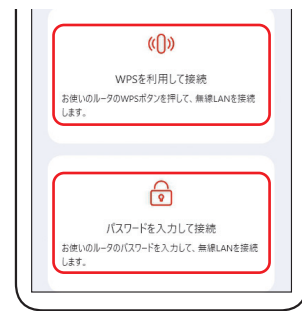 WPSを利用して接続
お使いのルータのWPSボタンを押して、無線LANを接続
します。
パスワードを入力して接続
お使いのルータのパスワードを入力して、無線LANを接続
します。